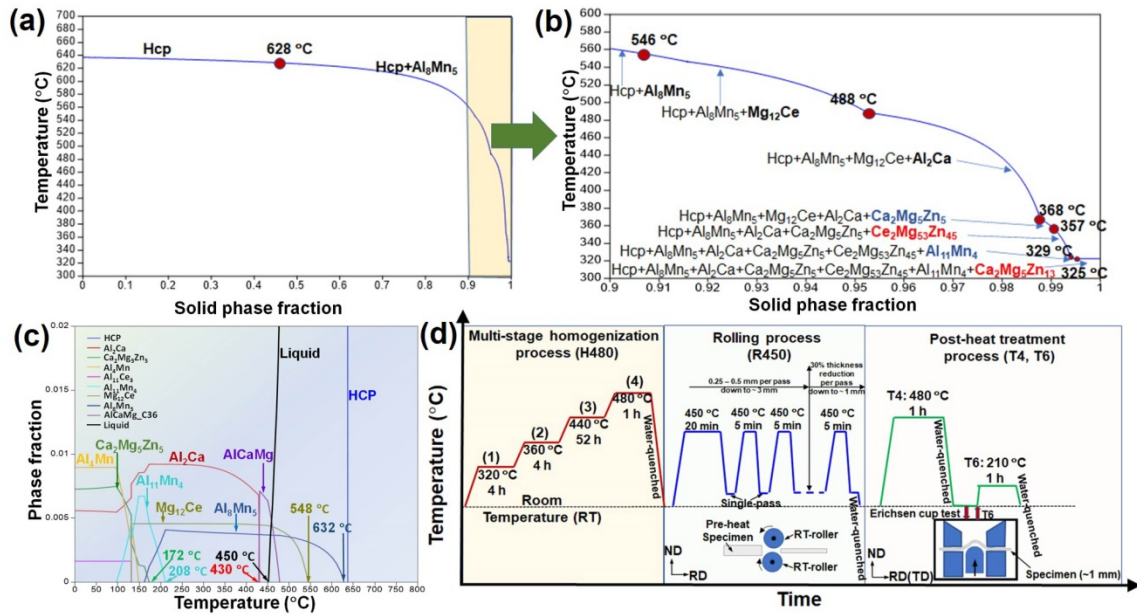 (a)
700
680
660
640
620
600
580
560
540
520
500
480
460
440
420
400
380
360
340
320
300
Temperature (°C)
Hcp
628 °C
Hcp+Al₈Mn₅
0
0.2
0.4
0.6
0.8
1
Solid phase fraction
(b)
600
580
560
540
520
500
480
460
440
420
400
380
360
340
320
300
Temperature (°C)
546 °C
Hcp+Al₈Mn₅
488 °C
Hcp+Al₈Mn₅+Mg₁₂Ce
Hcp+Al₈Mn₅+Mg₁₂Ce+Al₂Ca
368 °C
Hcp+Al₈Mn₅+Mg₁₂Ce+Al₂Ca+Ca₂Mg₅Zn₅
357 °C
Hcp+Al₈Mn₅+Al₂Ca+Ca₂Mg₅Zn₅+Ce₂Mg₅₃Zn₄₅
329 °C
Hcp+Al₈Mn₅+Al₂Ca+Ca₂Mg₅Zn₅+Ce₂Mg₅₃Zn₄₅+Al₁₁Mn₄
Hcp+Al₈Mn₅+Al₂Ca+Ca₂Mg₅Zn₅+Ce₂Mg₅₃Zn₄₅+Al₁₁Mn₄+Ca₂Mg₅Zn₁₃
325 °C
0.9 0.91 0.92 0.93 0.94 0.95 0.96 0.97 0.98 0.99 1
Solid phase fraction
(c)
0.02
0.015
0.01
0.005
0
Phase fraction
HCP
Al₂Ca
Ca₂Mg₅Zn₅
Al₄Mn
Al₁₁Ce₃
Al₁₁Mn₄
Mg₁₂Ce
Al₈Mn₅
AlCaMg_C36
Liquid
Liquid
HCP
Ca₂Mg₅Zn₅
Al₄Mn
Al₂Ca
AlCaMg
Al₁₁Mn₄
Mg₁₂Ce
Al₈Mn₅
548 °C
632 °C
172 °C
450 °C
208 °C
430 °C
0 50 100 150 200 250 300 350 400 450 500 550 600 650 700 750 800
Temperature (°C)
(d)
Temperature (°C)
Multi-stage homogenization
process (H480)
(1)
320 °C
4 h
(2)
360 °C
4 h
(3)
440 °C
52 h
(4)
480 °C
1 h
Water-quenched
Room
Temperature (RT)
Rolling process
(R450)
0.25 – 0.5 mm per pass
down to ~ 3 mm
30% thickness
reduction
per pass
down to ~1 mm
450 °C
20 min
450 °C
5 min
450 °C
5 min
450 °C
5 min
Single-pass
Water-quenched
Pre-heat
Specimen
RT-roller
RT-roller
ND
RD
Post-heat treatment
process (T4, T6)
T4: 480 °C
1 h
Water-quenched
T6: 210 °C
1 h
Water-quenched
Erichsen cup test
T6
ND
RD(TD)
Specimen (~1 mm)
Time